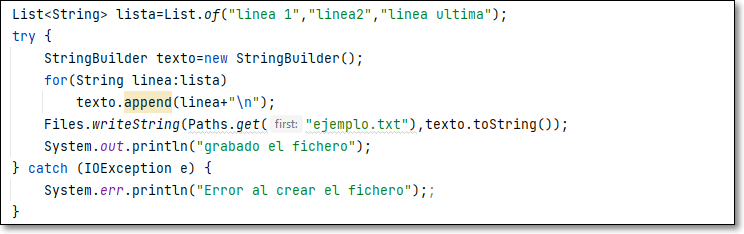 List<String> lista=List.of("linea 1","linea2","linea ultima");
try {
    StringBuilder texto=new StringBuilder();
    for(String linea:lista)
        texto.append(linea+"\n");
    Files.writeString(Paths.get( first: "ejemplo.txt"),texto.toString());
    System.out.println("grabado el fichero");
} catch (IOException e) {
    System.err.println("Error al crear el fichero");;
}